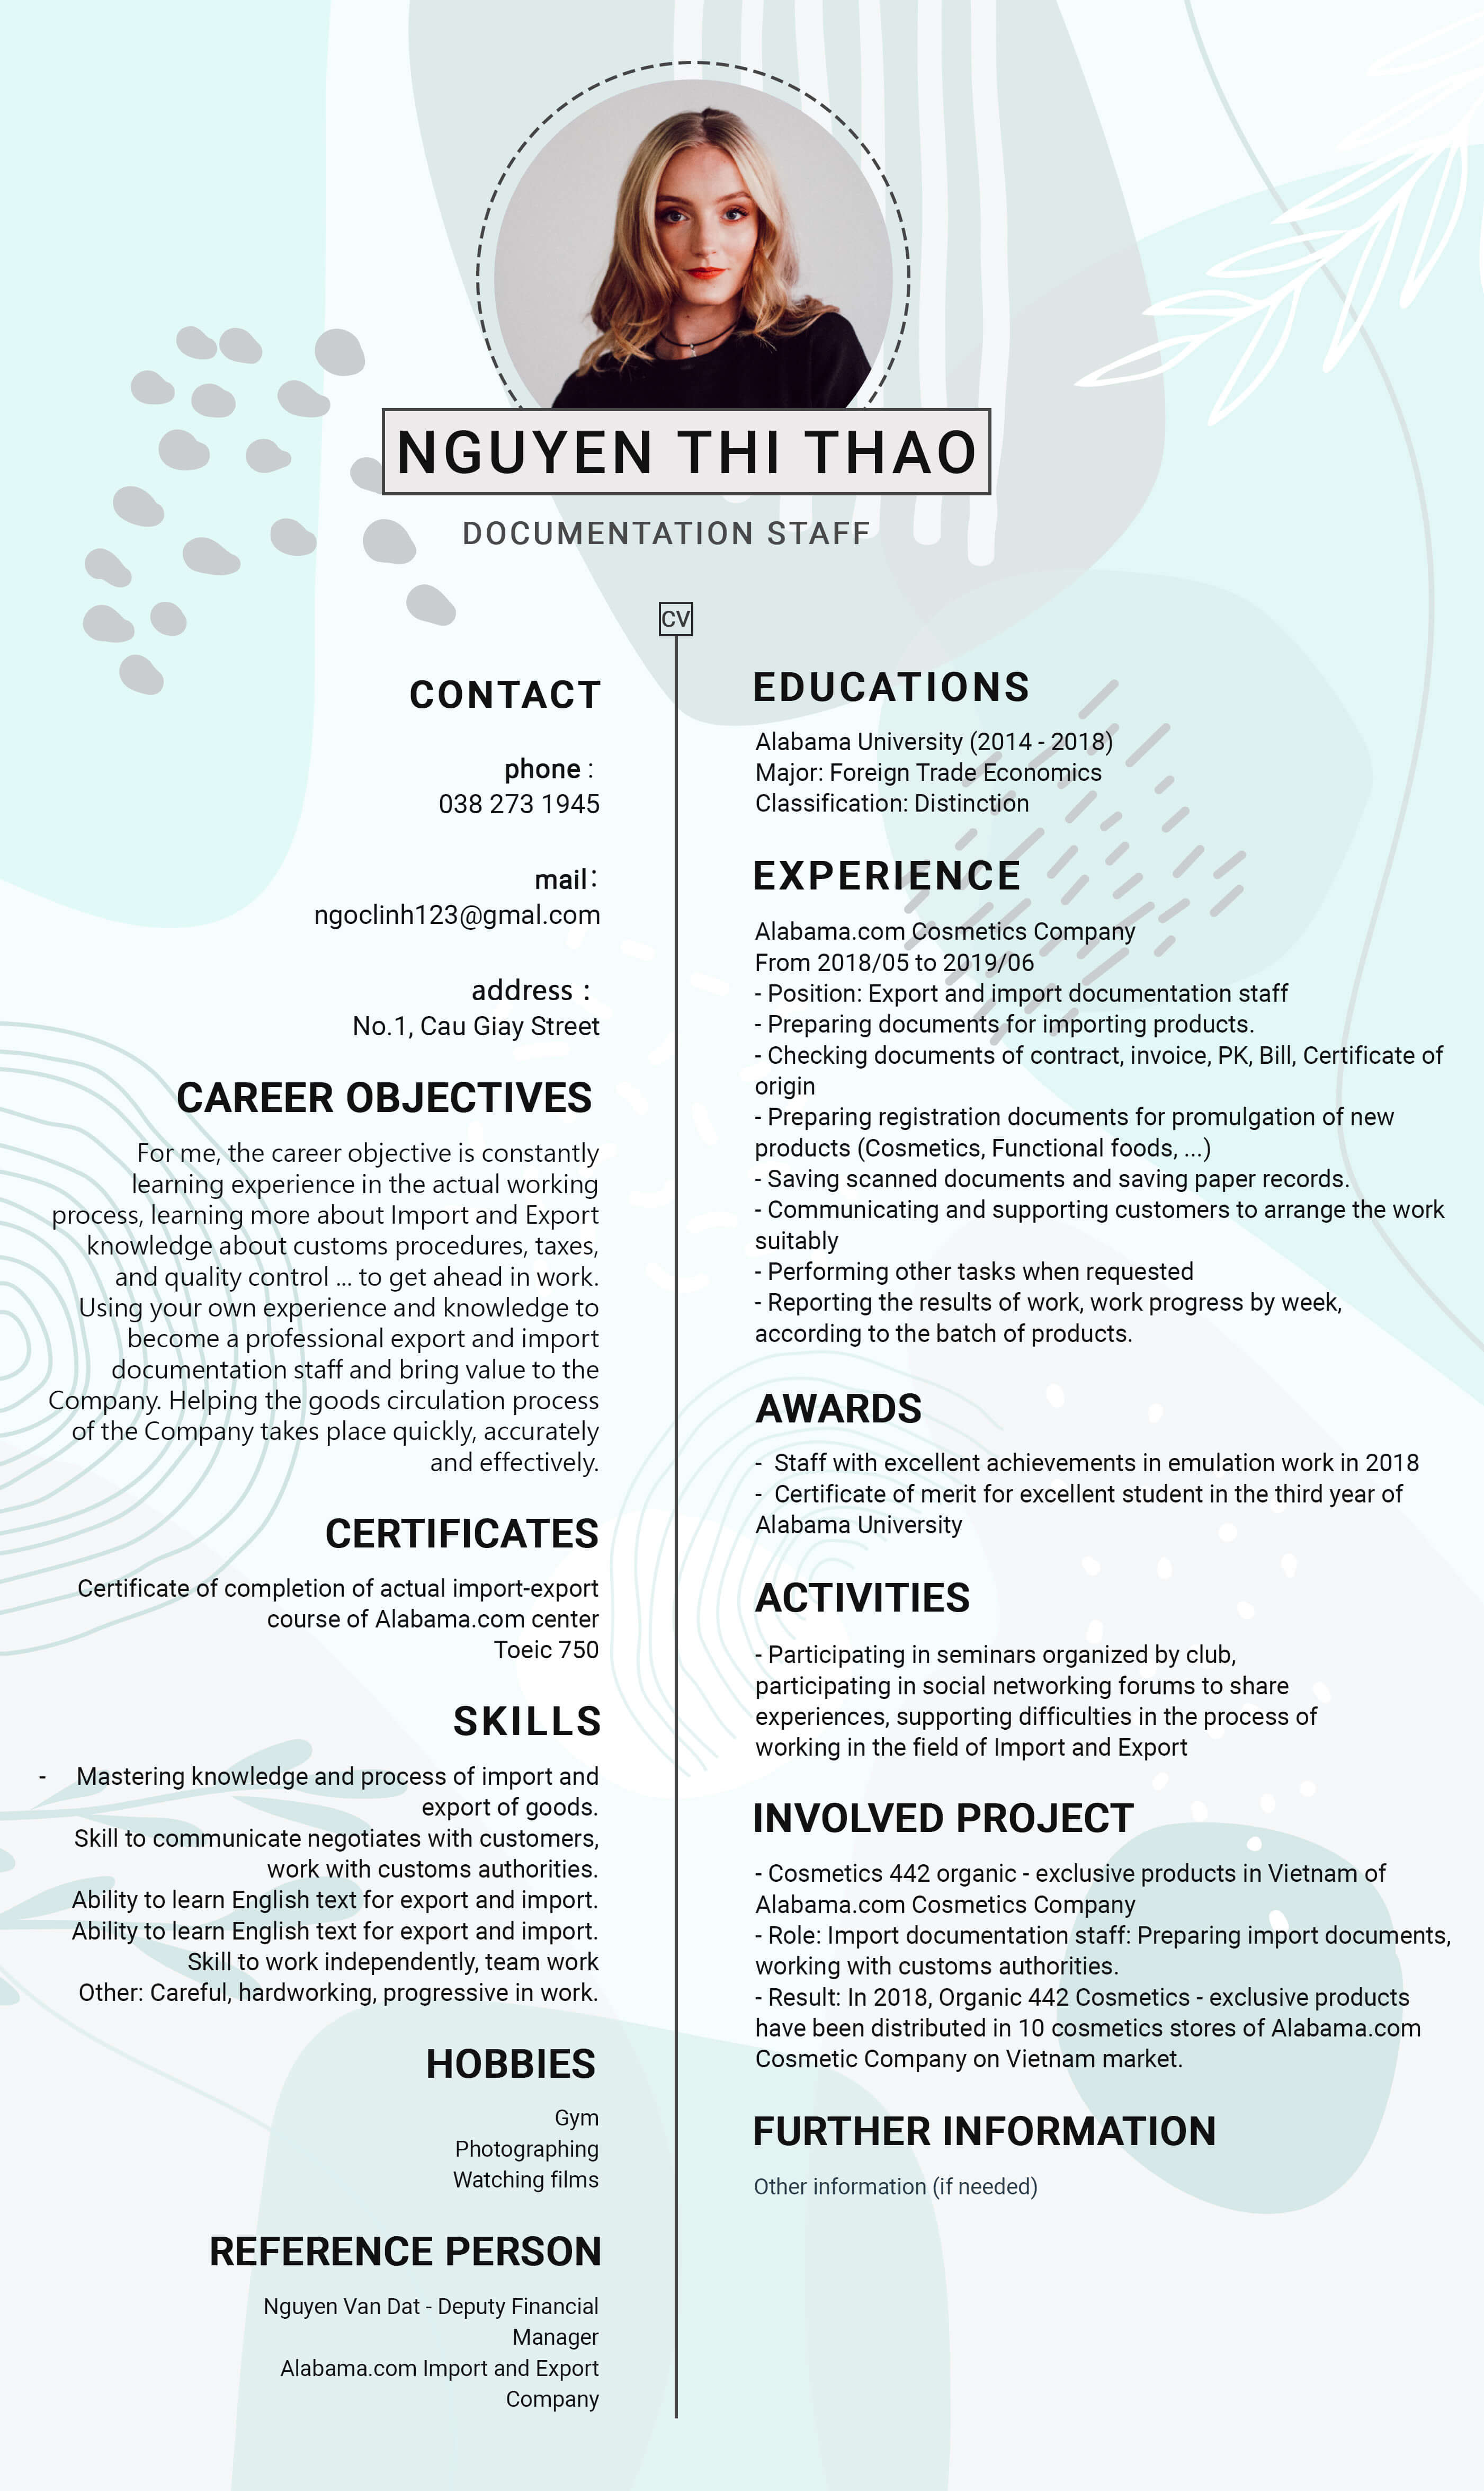 NGUYEN THI THAO
DOCUMENTATION STAFF
CV
CONTACT
phone :
038 273 1945
mail:
ngoclinh123@gmal.com
address :
No.1, Cau Giay Street
CAREER OBJECTIVES
For me, the career objective is constantly
learning experience in the actual working
process, learning more about Import and Export
knowledge about customs procedures, taxes,
and quality control ... to get ahead in work.
Using your own experience and knowledge to
become a professional export and import
documentation staff and bring value to the
Company. Helping the goods circulation process
of the Company takes place quickly, accurately
and effectively.
CERTIFICATES
Certificate of completion of actual import-export
course of Alabama.com center
Toeic 750
SKILLS
- Mastering knowledge and process of import and
export of goods.
Skill to communicate negotiates with customers,
work with customs authorities.
Ability to learn English text for export and import.
Ability to learn English text for export and import.
Skill to work independently, team work
Other: Careful, hardworking, progressive in work.
HOBBIES
Gym
Photographing
Watching films
REFERENCE PERSON
Nguyen Van Dat - Deputy Financial
Manager
Alabama.com Import and Export
Company
EDUCATIONS
Alabama University (2014 - 2018)
Major: Foreign Trade Economics
Classification: Distinction
EXPERIENCE
Alabama.com Cosmetics Company
From 2018/05 to 2019/06
- Position: Export and import documentation staff
- Preparing documents for importing products.
- Checking documents of contract, invoice, PK, Bill, Certificate of
origin
- Preparing registration documents for promulgation of new
products (Cosmetics, Functional foods, ...)
- Saving scanned documents and saving paper records.
- Communicating and supporting customers to arrange the work
suitably
- Performing other tasks when requested
- Reporting the results of work, work progress by week,
according to the batch of products.
AWARDS
- Staff with excellent achievements in emulation work in 2018
- Certificate of merit for excellent student in the third year of
Alabama University
ACTIVITIES
- Participating in seminars organized by club,
participating in social networking forums to share
experiences, supporting difficulties in the process of
working in the field of Import and Export
INVOLVED PROJECT
- Cosmetics 442 organic - exclusive products in Vietnam of
Alabama.com Cosmetics Company
- Role: Import documentation staff: Preparing import documents,
working with customs authorities.
- Result: In 2018, Organic 442 Cosmetics - exclusive products
have been distributed in 10 cosmetics stores of Alabama.com
Cosmetic Company on Vietnam market.
FURTHER INFORMATION
Other information (if needed)